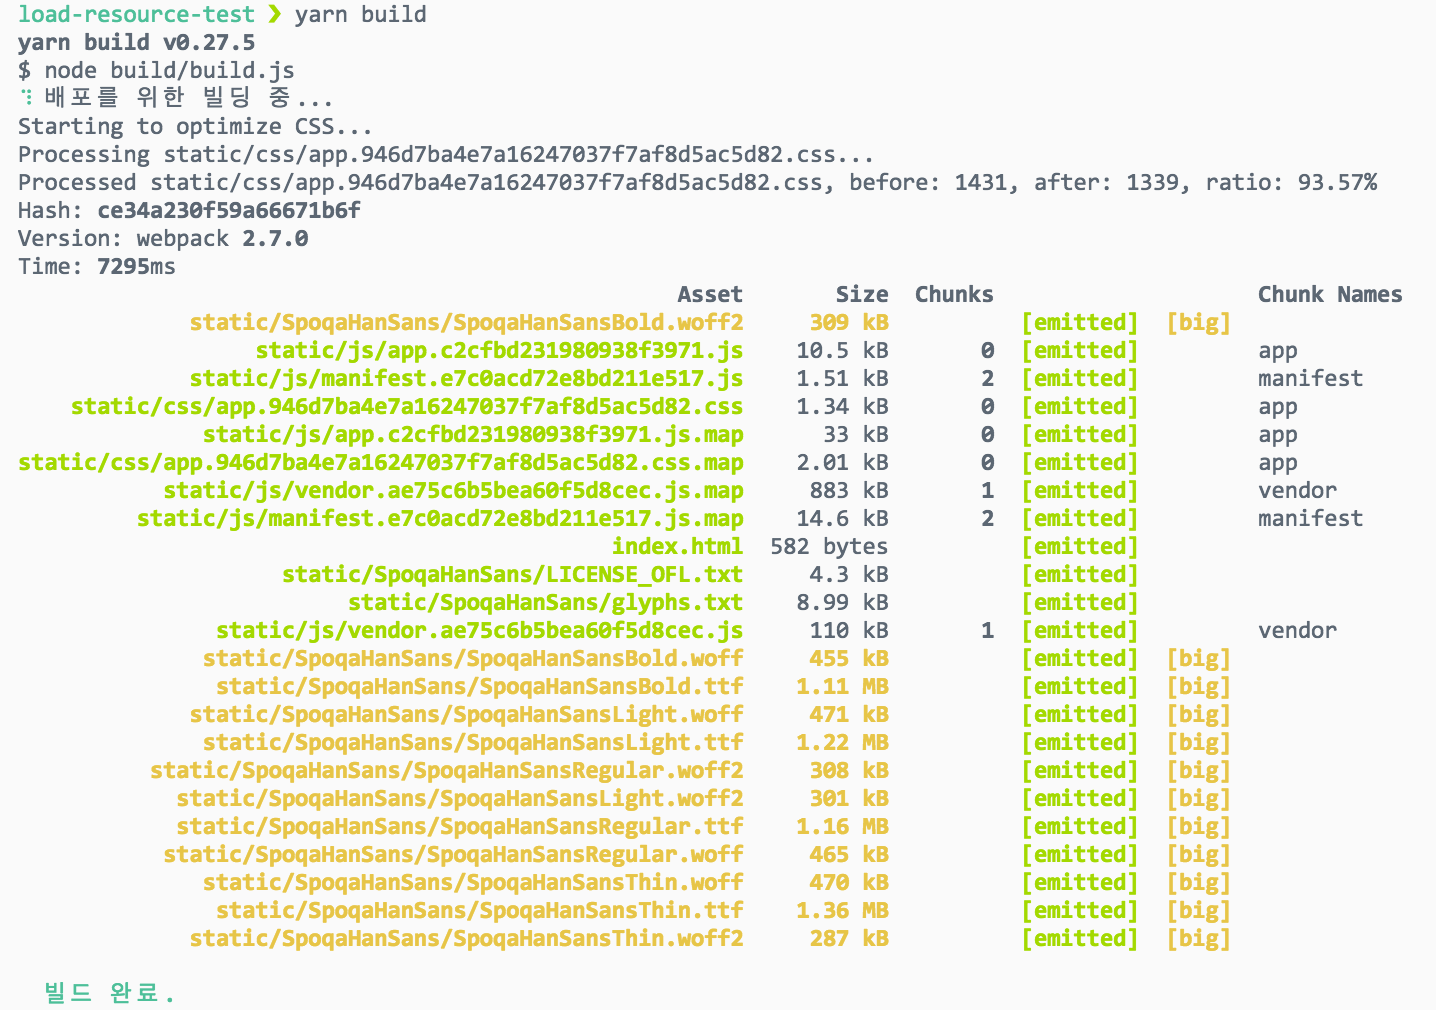 load-resource-test ❯ yarn build
yarn build v0.27.5
$ node build/build.js
⠹ 배포를 위한 빌딩 중...
Starting to optimize CSS...
Processing static/css/app.946d7ba4e7a16247037f7af8d5ac5d82.css...
Processed static/css/app.946d7ba4e7a16247037f7af8d5ac5d82.css, before: 1431, after: 1339, ratio: 93.57%
Hash: ce34a230f59a66671b6f
Version: webpack 2.7.0
Time: 7295ms
Asset Size Chunks Chunk Names
static/SpoqaHanSans/SpoqaHanSansBold.woff2 309 kB [emitted] [big]
static/js/app.c2cfbd231980938f3971.js 10.5 kB 0 [emitted] app
static/js/manifest.e7c0acd72e8bd211e517.js 1.51 kB 2 [emitted] manifest
static/css/app.946d7ba4e7a16247037f7af8d5ac5d82.css 1.34 kB 0 [emitted] app
static/js/app.c2cfbd231980938f3971.js.map 33 kB 0 [emitted] app
static/css/app.946d7ba4e7a16247037f7af8d5ac5d82.css.map 2.01 kB 0 [emitted] app
static/js/vendor.ae75c6b5bea60f5d8cec.js.map 883 kB 1 [emitted] vendor
static/js/manifest.e7c0acd72e8bd211e517.js.map 14.6 kB 2 [emitted] manifest
index.html 582 bytes [emitted]
static/SpoqaHanSans/LICENSE_OFL.txt 4.3 kB [emitted]
static/SpoqaHanSans/glyphs.txt 8.99 kB [emitted]
static/js/vendor.ae75c6b5bea60f5d8cec.js 110 kB 1 [emitted] vendor
static/SpoqaHanSans/SpoqaHanSansBold.woff 455 kB [emitted] [big]
static/SpoqaHanSans/SpoqaHanSansBold.ttf 1.11 MB [emitted] [big]
static/SpoqaHanSans/SpoqaHanSansLight.woff 471 kB [emitted] [big]
static/SpoqaHanSans/SpoqaHanSansLight.ttf 1.22 MB [emitted] [big]
static/SpoqaHanSans/SpoqaHanSansRegular.woff2 308 kB [emitted] [big]
static/SpoqaHanSans/SpoqaHanSansLight.woff2 301 kB [emitted] [big]
static/SpoqaHanSans/SpoqaHanSansRegular.ttf 1.16 MB [emitted] [big]
static/SpoqaHanSans/SpoqaHanSansRegular.woff 465 kB [emitted] [big]
static/SpoqaHanSans/SpoqaHanSansThin.woff 470 kB [emitted] [big]
static/SpoqaHanSans/SpoqaHanSansThin.ttf 1.36 MB [emitted] [big]
static/SpoqaHanSans/SpoqaHanSansThin.woff2 287 kB [emitted] [big]
빌드 완료.